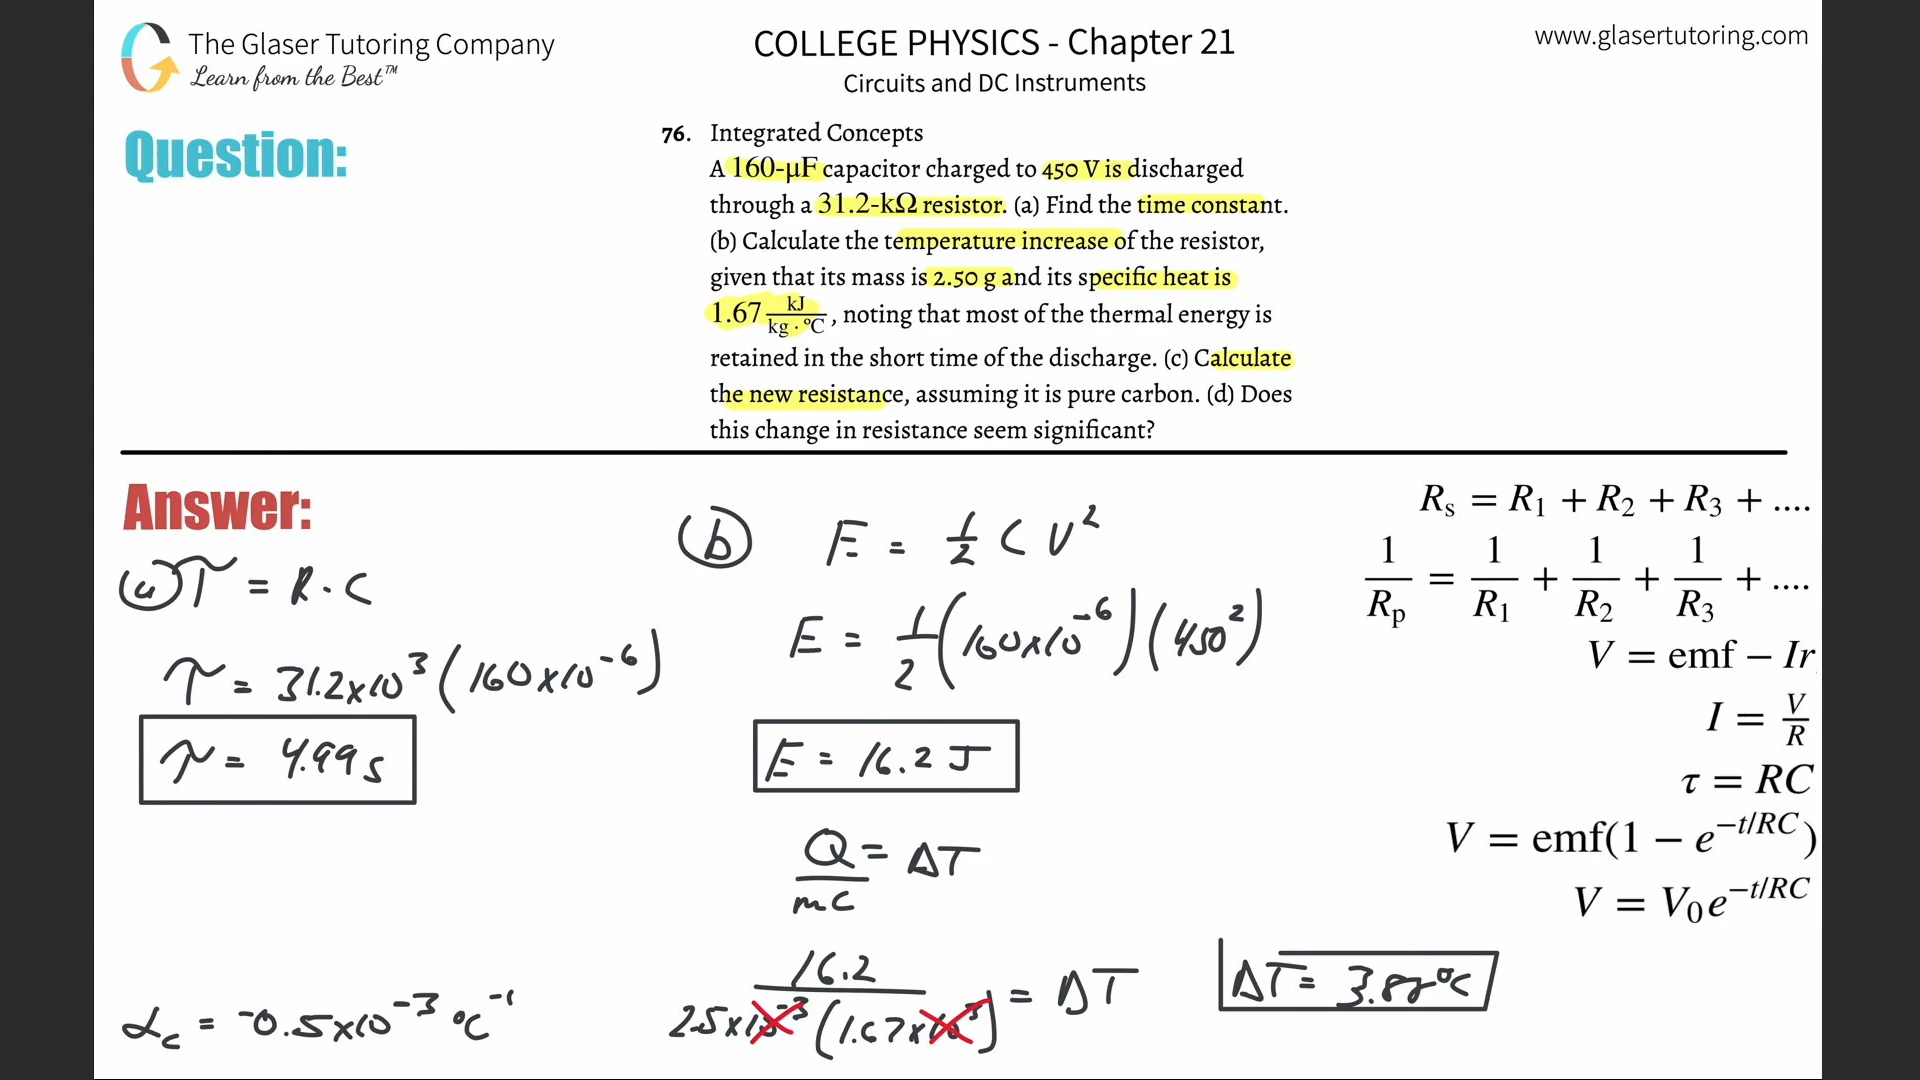 The Glaser Tutoring Company
Learn from the Best™
COLLEGE PHYSICS - Chapter 21
Circuits and DC Instruments
www.glasertutoring.com
Question:
76. Integrated Concepts
A 160-μF capacitor charged to 450 V is discharged
through a 31.2-kΩ resistor. (a) Find the time constant.
(b) Calculate the temperature increase of the resistor,
given that its mass is 2.50 g and its specific heat is
1.67 kJ/kg · ºC, noting that most of the thermal energy is
retained in the short time of the discharge. (c) Calculate
the new resistance, assuming it is pure carbon. (d) Does
this change in resistance seem significant?
Answer:
(a) τ = R · C
τ = 31.2x10³ (160x10⁻⁶)
τ = 4.99 s
αc = -0.5x10⁻³ °C⁻¹
(b) E = 1/2 C V²
E = 1/2 (160x10⁻⁶)(450²)
E = 16.2 J
Q/mC = ΔT
16.2 / 2.5x10⁻³ (1.67x10³) = ΔT
ΔT = 3.88°C
Rs = R1 + R2 + R3 + ....
1/Rp = 1/R1 + 1/R2 + 1/R3 + ....
V = emf − Ir
I = V/R
τ = RC
V = emf(1 − e^−t/RC)
V = V0e^−t/RC